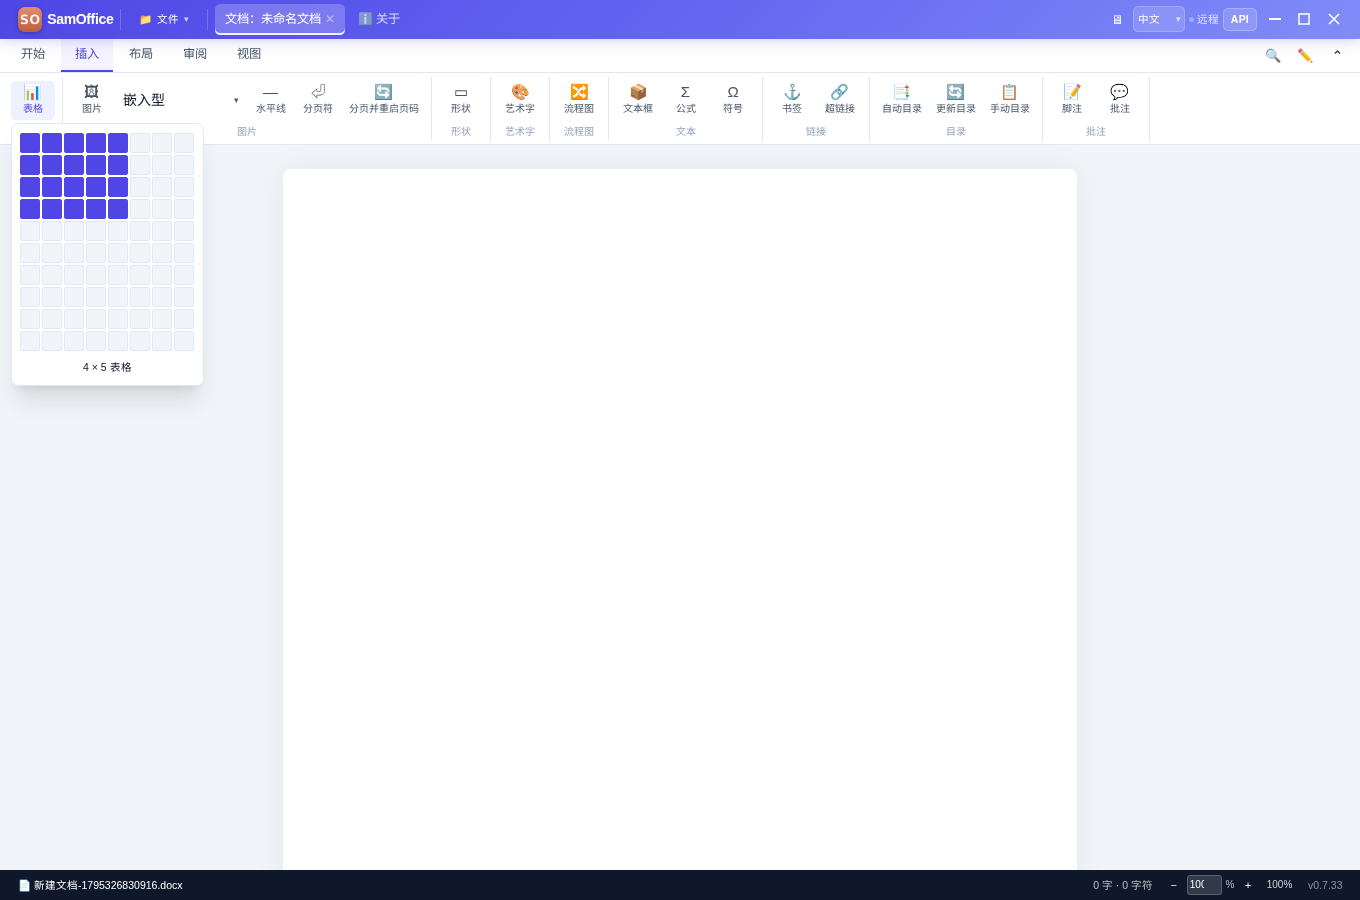 SO SamOffice 文件 文档：未命名文档 关于 中文 远程 API
开始 插入 布局 审阅 视图
表格 图片 嵌入型 水平线 分页符 分页并重启页码 形状 艺术字 流程图 文本框 公式 符号 书签 超链接 自动目录 更新目录 手动目录 脚注 批注
图片 形状 艺术字 流程图 文本 链接 目录 批注
4 × 5 表格
新建文档-1795326830916.docx 0 字 · 0 字符 − 100 % + 100% v0.7.33